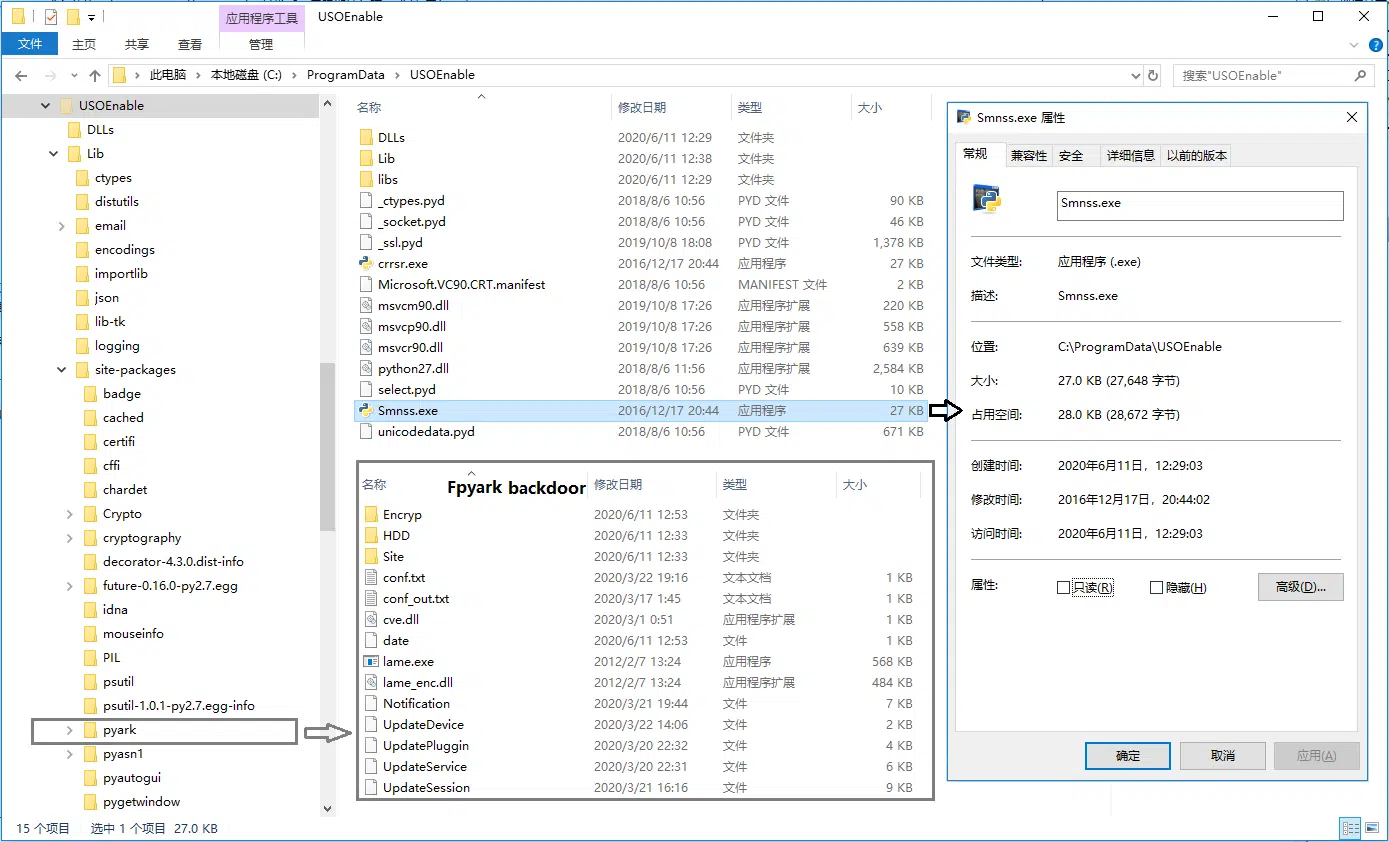 应用程序工具 USOEnable
文件 主页 共享 查看 管理
此电脑 › 本地磁盘 (C:) › ProgramData › USOEnable
搜索"USOEnable"
USOEnable
DLLs
Lib
ctypes
distutils
email
encodings
importlib
json
lib-tk
logging
site-packages
badge
cached
certifi
cffi
chardet
Crypto
cryptography
decorator-4.3.0.dist-info
future-0.16.0-py2.7.egg
idna
mouseinfo
PIL
psutil
psutil-1.0.1-py2.7.egg-info
pyark
pyasn1
pyautogui
pygetwindow
名称 修改日期 类型 大小
DLLs 2020/6/11 12:29 文件夹
Lib 2020/6/11 12:38 文件夹
libs 2020/6/11 12:29 文件夹
_ctypes.pyd 2018/8/6 10:56 PYD 文件 90 KB
_socket.pyd 2018/8/6 10:56 PYD 文件 46 KB
_ssl.pyd 2019/10/8 18:08 PYD 文件 1,378 KB
crrsr.exe 2016/12/17 20:44 应用程序 27 KB
Microsoft.VC90.CRT.manifest 2018/8/6 10:56 MANIFEST 文件 2 KB
msvcm90.dll 2019/10/8 17:26 应用程序扩展 220 KB
msvcp90.dll 2019/10/8 17:26 应用程序扩展 558 KB
msvcr90.dll 2019/10/8 17:26 应用程序扩展 639 KB
python27.dll 2018/8/6 11:56 应用程序扩展 2,584 KB
select.pyd 2018/8/6 10:56 PYD 文件 10 KB
Smnss.exe 2016/12/17 20:44 应用程序 27 KB
unicodedata.pyd 2018/8/6 10:56 PYD 文件 671 KB
名称 Fpyark backdoor 修改日期 类型 大小
Encryp 2020/6/11 12:53 文件夹
HDD 2020/6/11 12:33 文件夹
Site 2020/6/11 12:33 文件夹
conf.txt 2020/3/22 19:16 文本文档 1 KB
conf_out.txt 2020/3/17 1:45 文本文档 1 KB
cve.dll 2020/3/1 0:51 应用程序扩展 1 KB
date 2020/6/11 12:53 文件 1 KB
lame.exe 2012/2/7 13:24 应用程序 568 KB
lame_enc.dll 2012/2/7 13:24 应用程序扩展 484 KB
Notification 2020/3/21 19:44 文件 7 KB
UpdateDevice 2020/3/22 14:06 文件 2 KB
UpdatePluggin 2020/3/20 22:32 文件 4 KB
UpdateService 2020/3/20 22:31 文件 6 KB
UpdateSession 2020/3/21 16:16 文件 9 KB
Smnss.exe 属性
常规 兼容性 安全 详细信息 以前的版本
Smnss.exe
文件类型: 应用程序 (.exe)
描述: Smnss.exe
位置: C:\ProgramData\USOEnable
大小: 27.0 KB (27,648 字节)
占用空间: 28.0 KB (28,672 字节)
创建时间: 2020年6月11日，12:29:03
修改时间: 2016年12月17日，20:44:02
访问时间: 2020年6月11日，12:29:03
属性: 只读(R) 隐藏(H) 高级(D)...
确定 取消 应用(A)
15 个项目 选中 1 个项目 27.0 KB